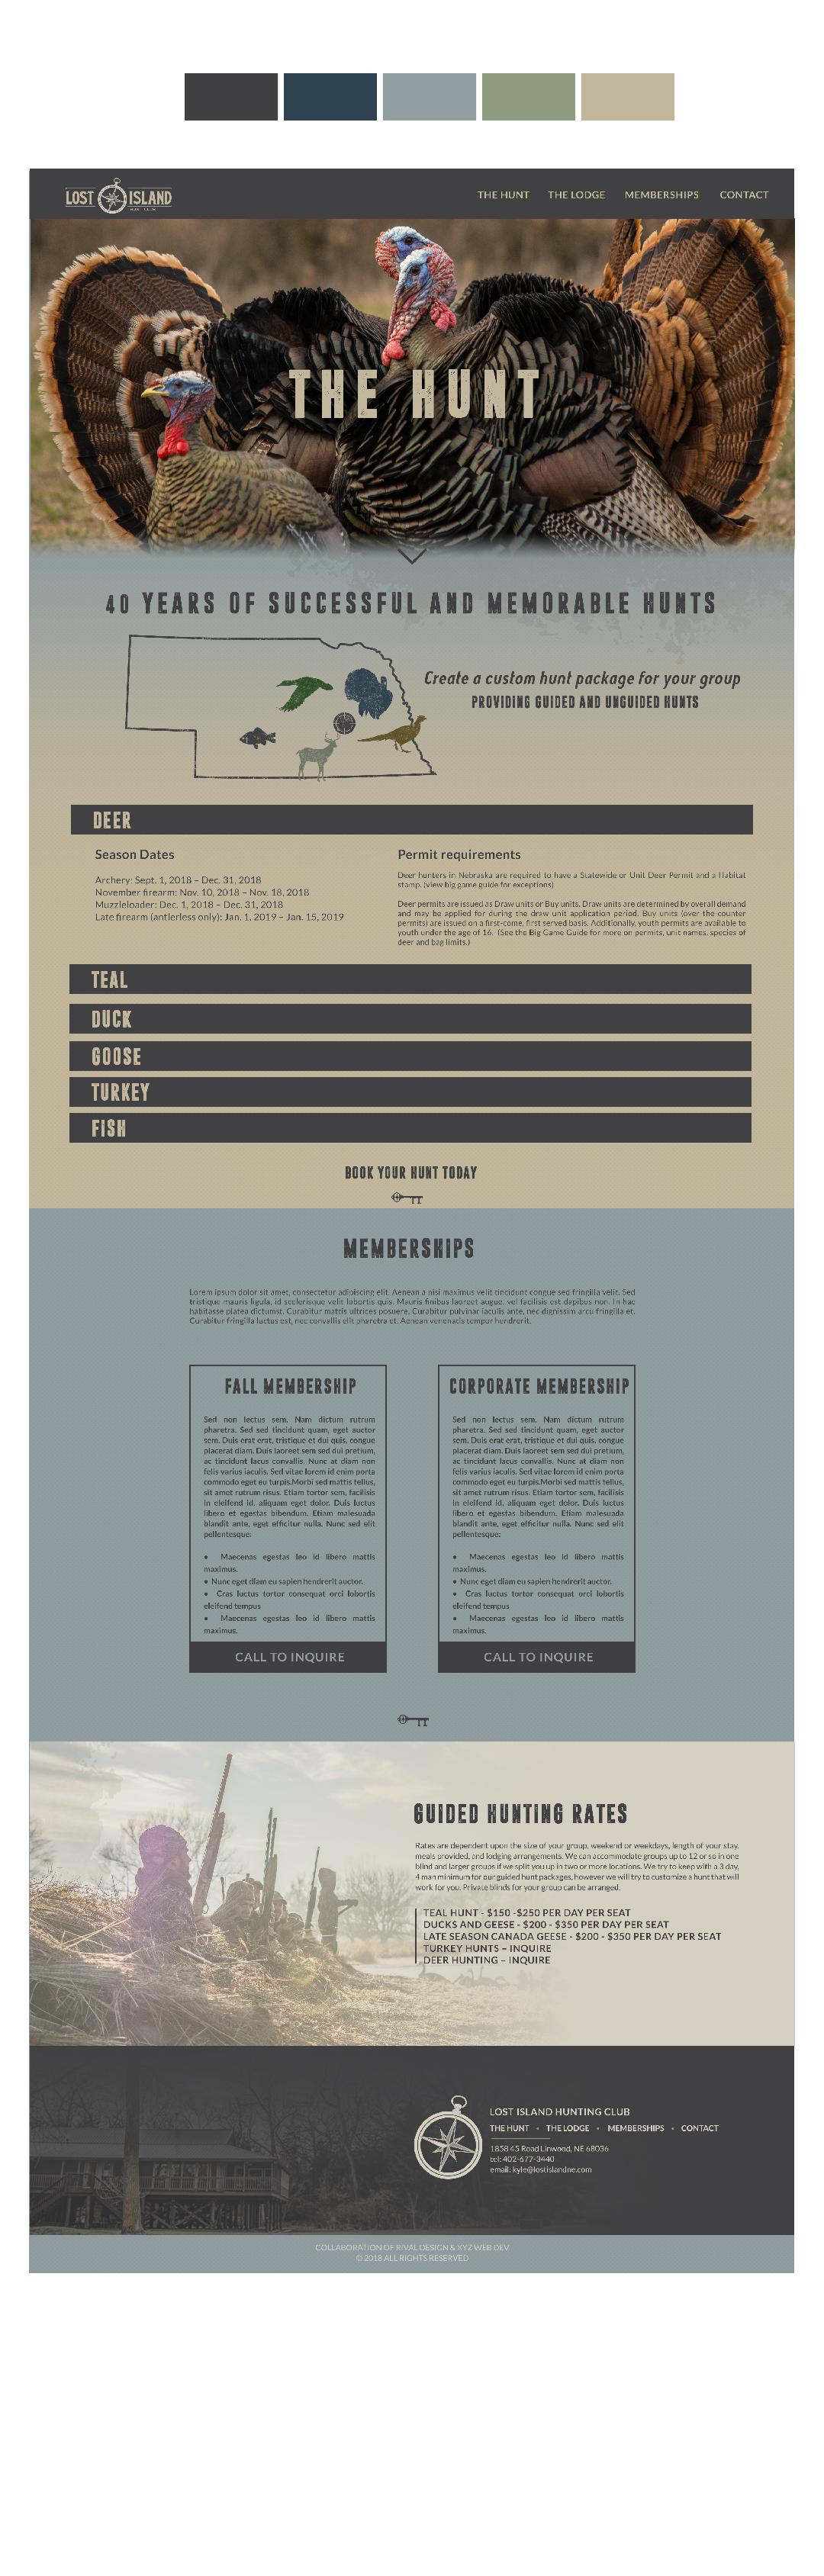 LOST ISLAND
THE HUNT THE LODGE MEMBERSHIPS CONTACT
THE HUNT
40 YEARS OF SUCCESSFUL AND MEMORABLE HUNTS
Create a custom hunt package for your group
PROVIDING GUIDED AND UNGUIDED HUNTS
DEER
Season Dates
Archery: Sept. 1, 2018 – Dec. 31, 2018
November firearm: Nov. 10, 2018 – Nov. 18, 2018
Muzzleloader: Dec. 1, 2018 – Dec. 31, 2018
Late firearm (antlerless only): Jan. 1. 2019 – Jan. 15, 2019
Permit requirements
Deer hunters in Nebraska are required to have a Statewide or Unit Deer Permit and a Habitat
stamp. (view big game guide for exceptions)
Deer permits are issued as Draw units or Buy units. Draw units are determined by overall demand
and may be applied for during the draw unit application period. Buy units (over the counter
permits) are issued on a first-come, first served basis. Additionally, youth permits are available to
youth under the age of 16. (See the Big Game Guide for more on permits, unit names, species of
deer and bag limits.)
TEAL
DUCK
GOOSE
TURKEY
FISH
BOOK YOUR HUNT TODAY
MEMBERSHIPS
Lorem ipsum dolor sit amet, consectetur adipiscing elit. Aenean a nisi maximus velit tincidunt congue sed fringilla velit. Sed
tristique mauris ligula, id scelerisque velit lobortis quis. Mauris finibus laoreet augue, vel facilisis est dapibus non. In hac
habitasse platea dictumst. Curabitur mattis ultrices posuere. Curabitur pulvinar iaculis ante, nec dignissim arcu fringilla et.
Curabitur fringilla luctus est, nec convallis elit pharetra et. Aenean venenatis tempor hendrerit.
FALL MEMBERSHIP
Sed non lectus sem. Nam dictum rutrum
pharetra. Sed sed tincidunt quam, eget auctor
sem. Duis erat erat, tristique et dui quis, congue
placerat diam. Duis laoreet sem sed dui pretium,
ac tincidunt lacus convallis. Nunc at diam non
felis varius iaculis. Sed vitae lorem id enim porta
commodo eget eu turpis.Morbi sed mattis tellus,
sit amet rutrum risus. Etiam tortor sem, facilisis
in eleifend id, aliquam eget dolor. Duis luctus
libero et egestas bibendum. Etiam malesuada
blandit ante, eget efficitur nulla. Nunc sed elit
pellentesque:
• Maecenas egestas leo id libero mattis
maximus.
• Nunc eget diam eu sapien hendrerit auctor.
• Cras luctus tortor consequat orci lobortis
eleifend tempus
• Maecenas egestas leo id libero mattis
maximus.
CALL TO INQUIRE
CORPORATE MEMBERSHIP
Sed non lectus sem. Nam dictum rutrum
pharetra. Sed sed tincidunt quam, eget auctor
sem. Duis erat erat, tristique et dui quis, congue
placerat diam. Duis laoreet sem sed dui pretium,
ac tincidunt lacus convallis. Nunc at diam non
felis varius iaculis. Sed vitae lorem id enim porta
commodo eget eu turpis.Morbi sed mattis tellus,
sit amet rutrum risus. Etiam tortor sem, facilisis
in eleifend id, aliquam eget dolor. Duis luctus
libero et egestas bibendum. Etiam malesuada
blandit ante, eget efficitur nulla. Nunc sed elit
pellentesque:
• Maecenas egestas leo id libero mattis
maximus.
• Nunc eget diam eu sapien hendrerit auctor.
• Cras luctus tortor consequat orci lobortis
eleifend tempus
• Maecenas egestas leo id libero mattis
maximus.
CALL TO INQUIRE
GUIDED HUNTING RATES
Rates are dependent upon the size of your group, weekend or weekdays, length of your stay,
meals provided, and lodging arrangements. We can accommodate groups up to 12 or so in one
blind and larger groups if we split you up in two or more locations. We try to keep with a 3 day,
4 man minimum for our guided hunt packages, however we will try to customize a hunt that will
work for you. Private blinds for your group can be arranged.
TEAL HUNT - $150 -$250 PER DAY PER SEAT
DUCKS AND GEESE - $200 - $350 PER DAY PER SEAT
LATE SEASON CANADA GEESE - $200 - $350 PER DAY PER SEAT
TURKEY HUNTS – INQUIRE
DEER HUNTING – INQUIRE
LOST ISLAND HUNTING CLUB
THE HUNT • THE LODGE • MEMBERSHIPS • CONTACT
1858 45 Road Linwood, NE 68036
tel: 402-677-3440
email: kyle@lostislandne.com
COLLABORATION OF RIVAL DESIGN & XYZ WEB DEV
© 2018 ALL RIGHTS RESERVED